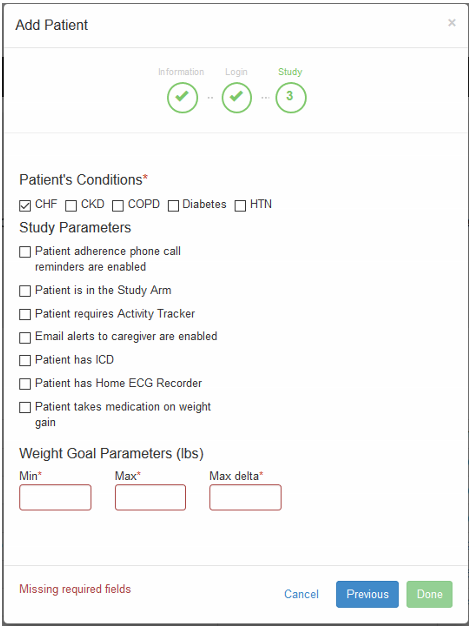 Add Patient
×
Information Login Study
3
Patient's Conditions*
CHF CKD COPD Diabetes HTN
Study Parameters
Patient adherence phone call
reminders are enabled
Patient is in the Study Arm
Patient requires Activity Tracker
Email alerts to caregiver are enabled
Patient has ICD
Patient has Home ECG Recorder
Patient takes medication on weight
gain
Weight Goal Parameters (lbs)
Min* Max* Max delta*
Missing required fields Cancel Previous Done